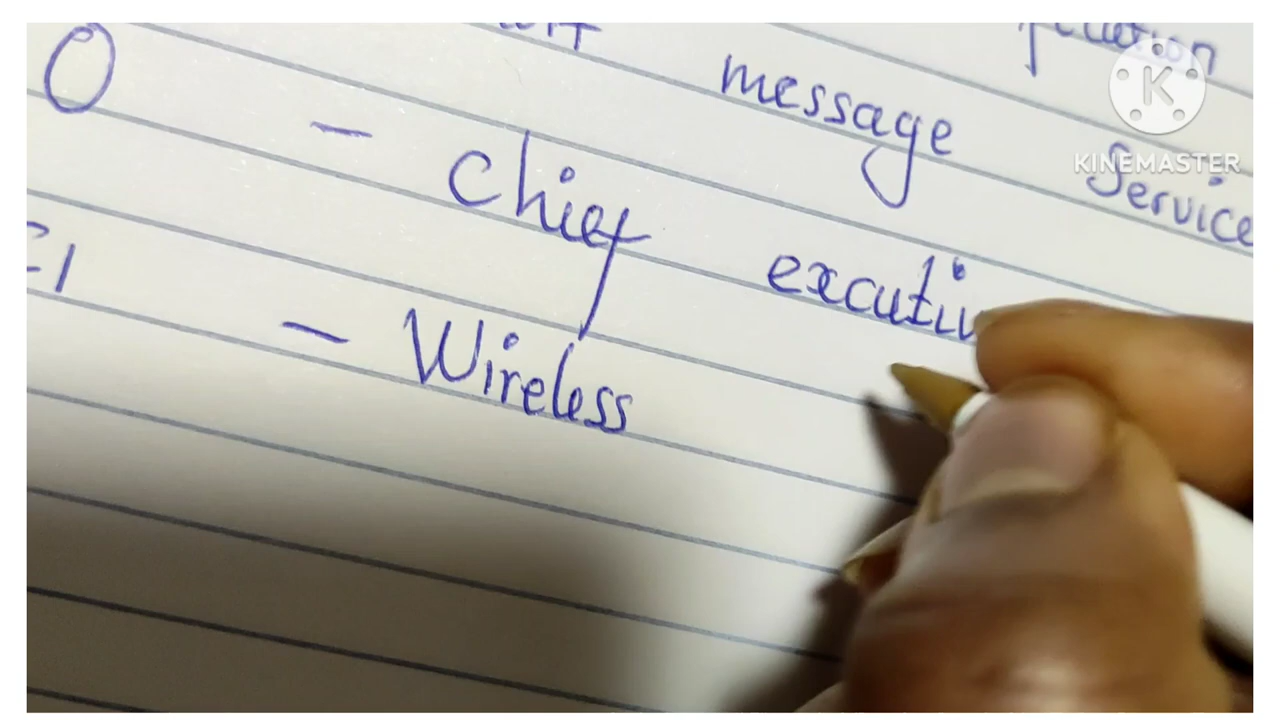 message Service
O - Chief excutiv
- Wireless
KINEMASTER